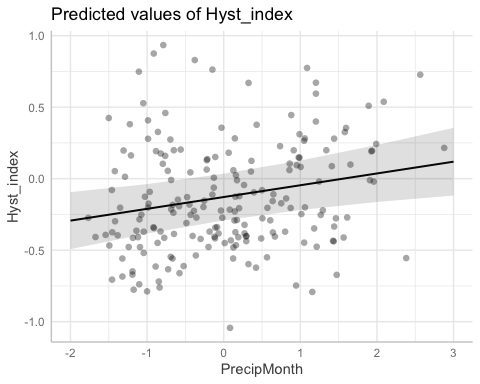 Predicted values of Hyst_index
1.0
0.5
0.0
-0.5
-1.0
Hyst_index
-2 -1 0 1 2 3
PrecipMonth